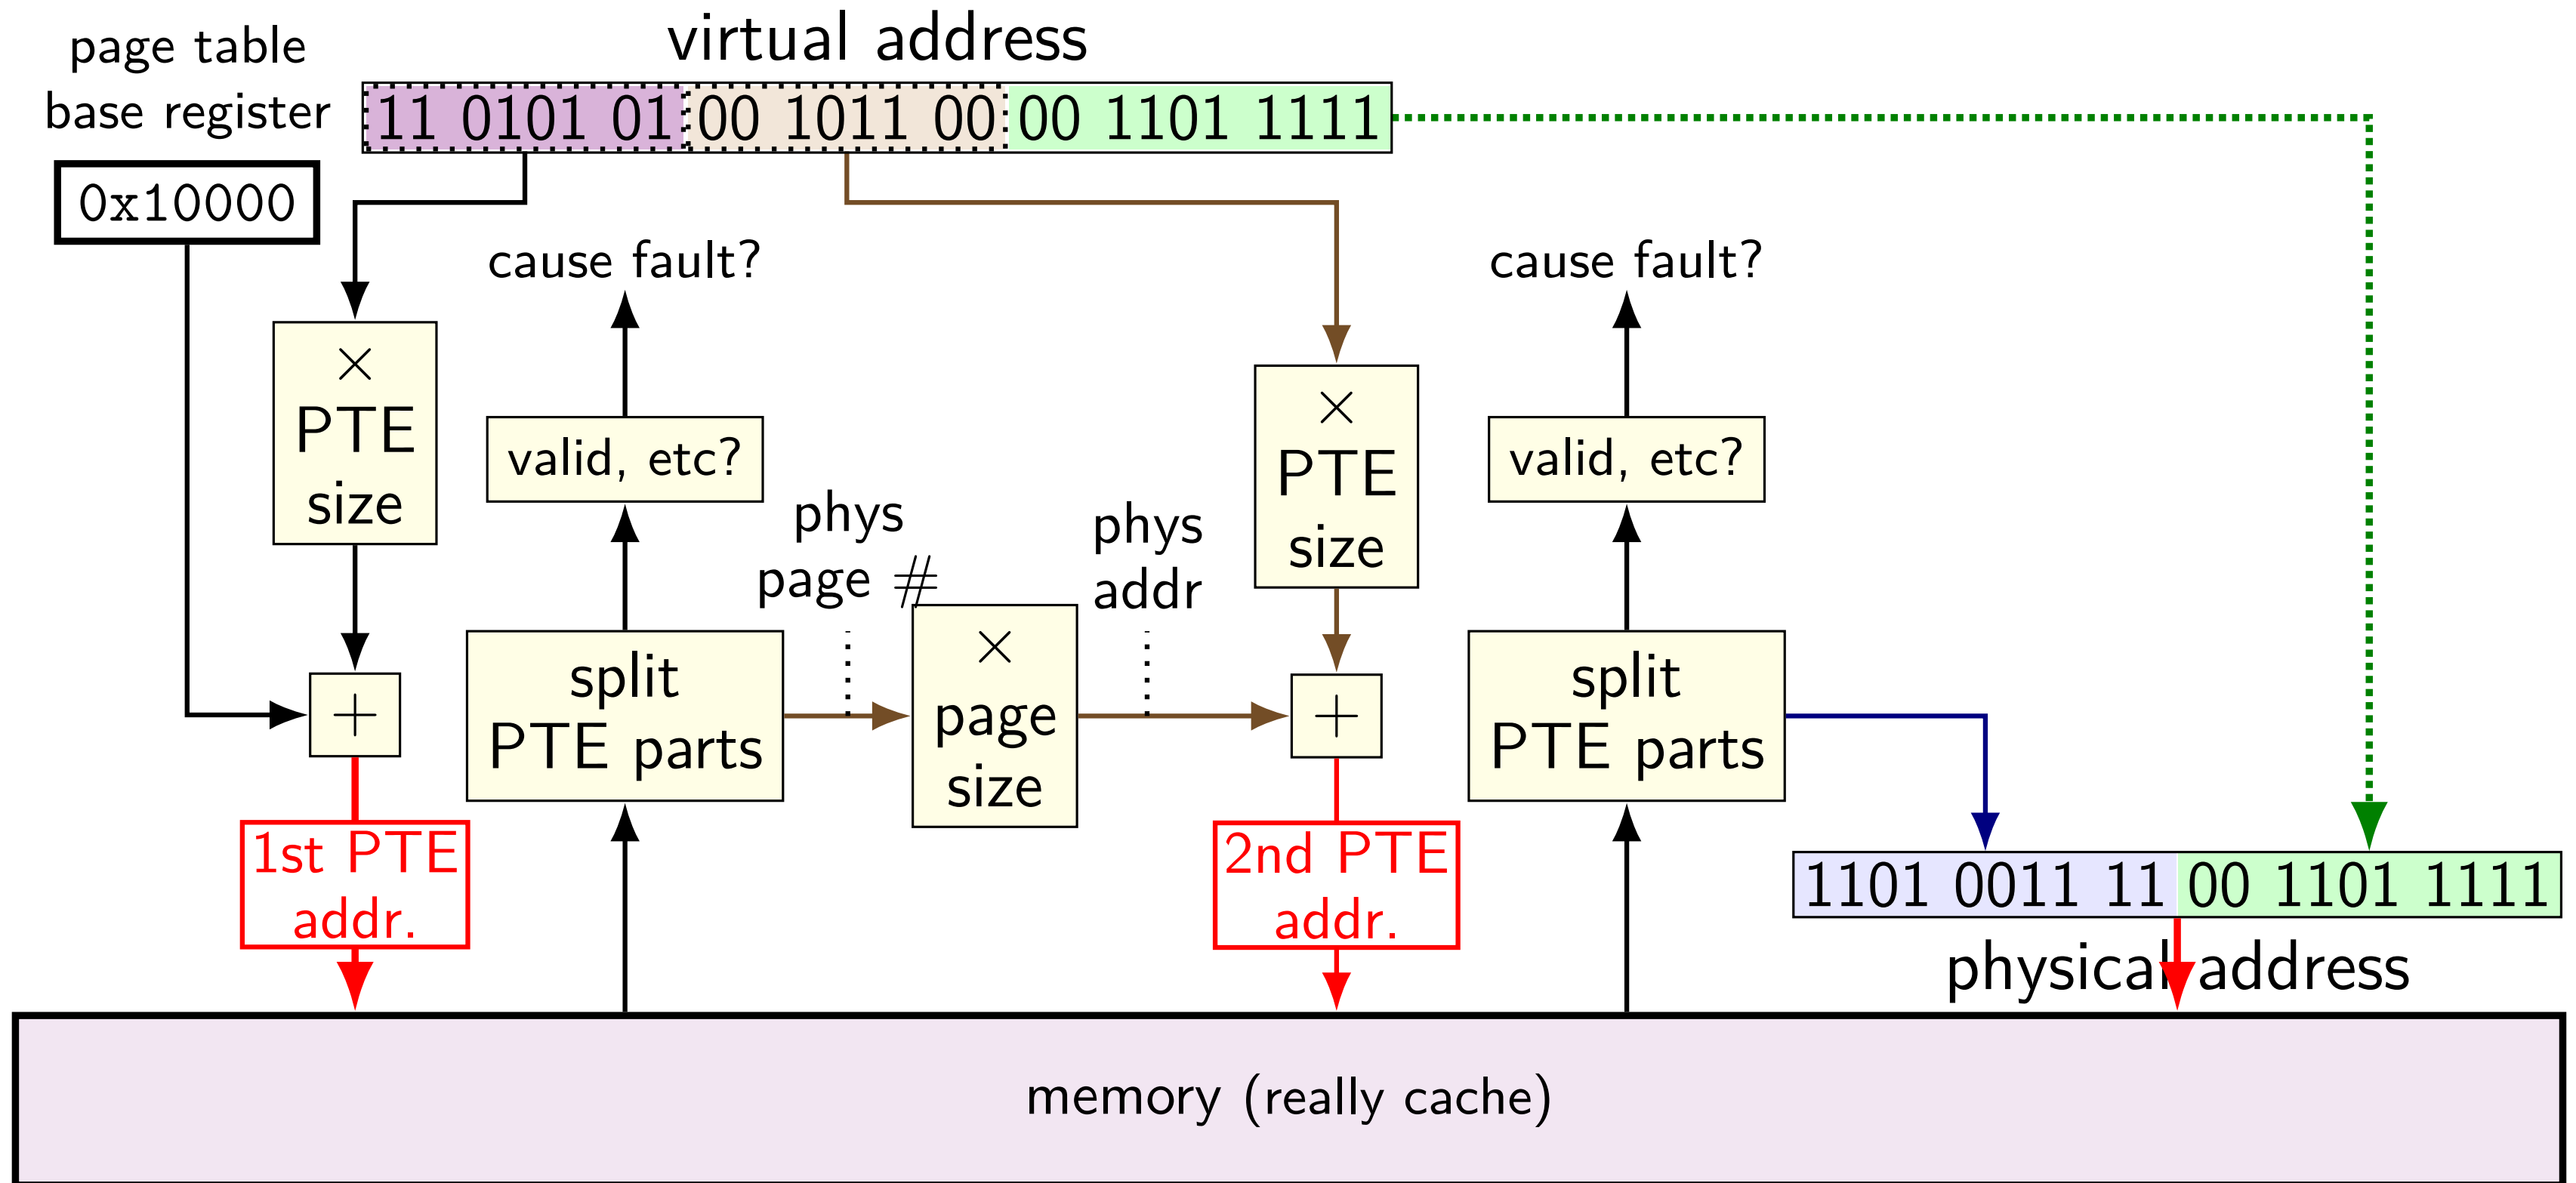 virtual address
page table
base register
11 0101 01 00 1011 00 00 1101 1111
0x10000
cause fault?
cause fault?
×
PTE
size
valid, etc?
×
PTE
size
valid, etc?
phys
page #
phys
addr
+
split
PTE parts
×
page
size
+
split
PTE parts
1st PTE
addr.
2nd PTE
addr.
1101 0011 11 00 1101 1111
physical address
memory (really cache)